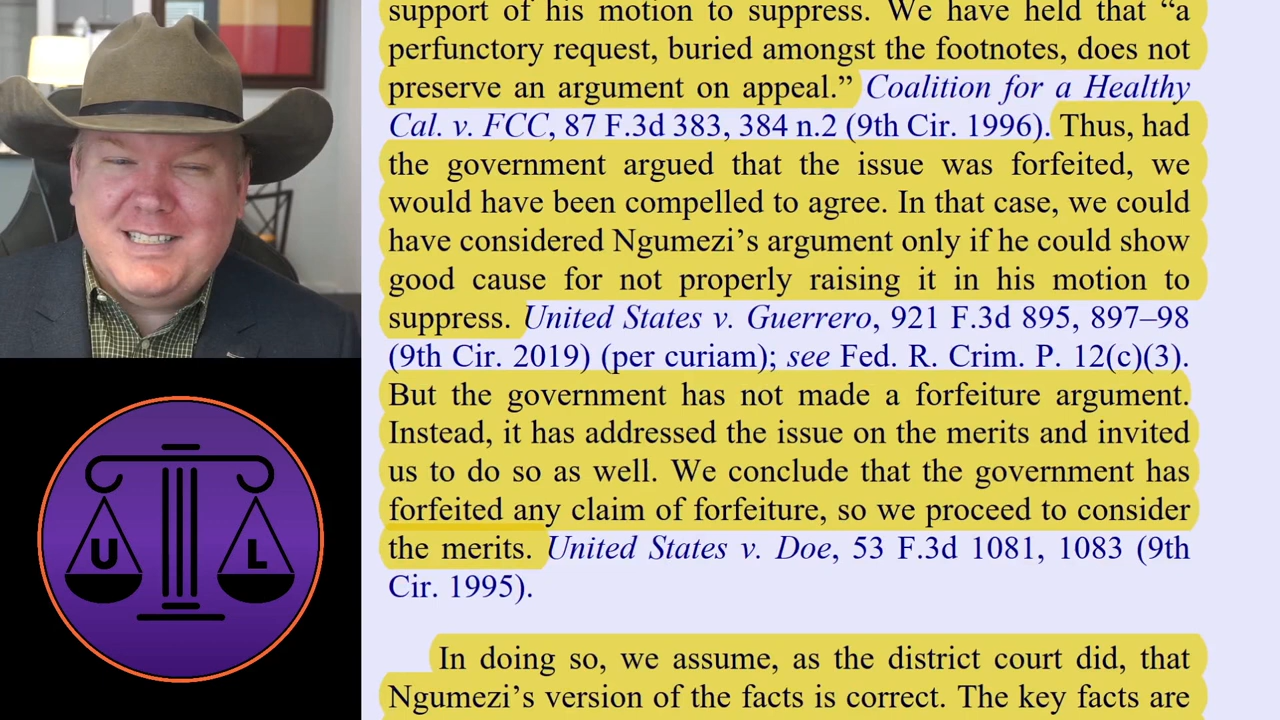 support of his motion to suppress. We have held that “a
perfunctory request, buried amongst the footnotes, does not
preserve an argument on appeal.” Coalition for a Healthy
Cal. v. FCC, 87 F.3d 383, 384 n.2 (9th Cir. 1996). Thus, had
the government argued that the issue was forfeited, we
would have been compelled to agree. In that case, we could
have considered Ngumezi’s argument only if he could show
good cause for not properly raising it in his motion to
suppress. United States v. Guerrero, 921 F.3d 895, 897–98
(9th Cir. 2019) (per curiam); see Fed. R. Crim. P. 12(c)(3).
But the government has not made a forfeiture argument.
Instead, it has addressed the issue on the merits and invited
us to do so as well. We conclude that the government has
forfeited any claim of forfeiture, so we proceed to consider
the merits. United States v. Doe, 53 F.3d 1081, 1083 (9th
Cir. 1995).
In doing so, we assume, as the district court did, that
Ngumezi’s version of the facts is correct. The key facts are
U L